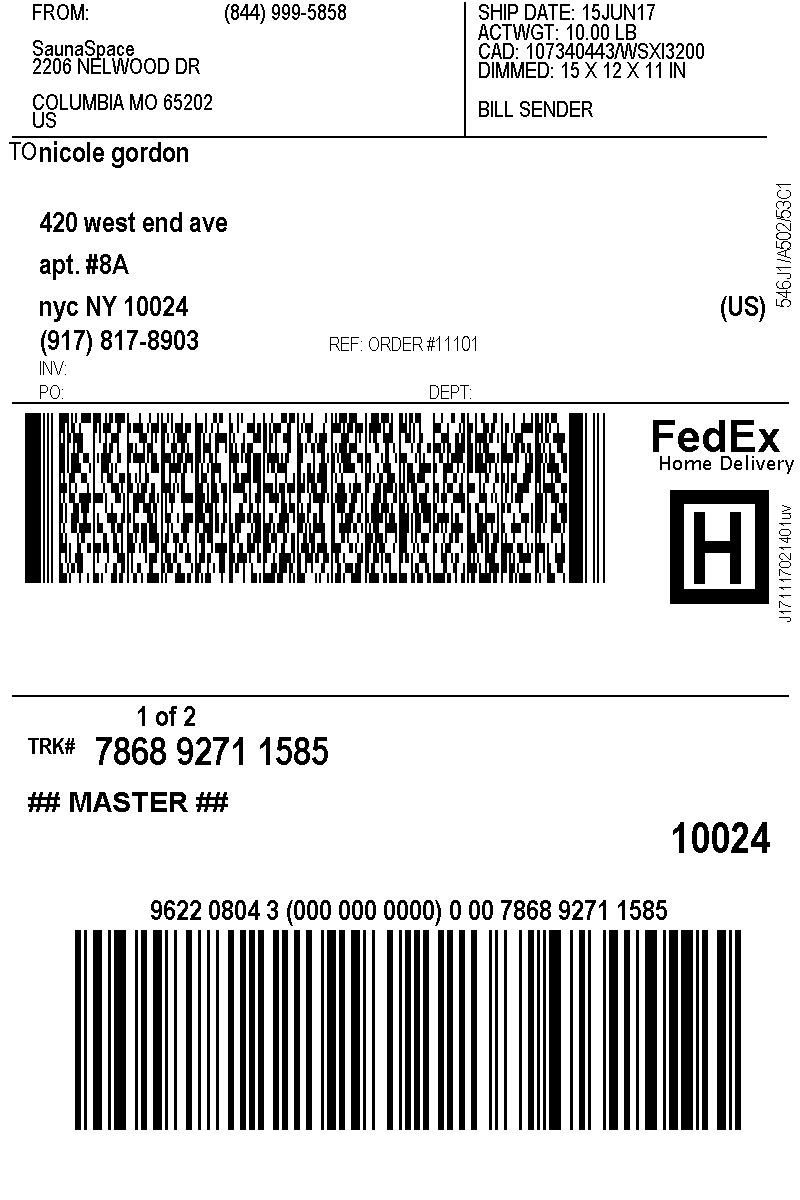 FROM: (844) 999-5858
SaunaSpace
2206 NELWOOD DR
COLUMBIA MO 65202
US
SHIP DATE: 15JUN17
ACTWGT: 10.00 LB
CAD: 107340443/WSXI3200
DIMMED: 15 X 12 X 11 IN
BILL SENDER
TO nicole gordon
420 west end ave
apt. #8A
nyc NY 10024 (US)
(917) 817-8903 REF: ORDER #11101
INV:
PO: DEPT:
546J1/A502/53C1
FedEx
Home Delivery
H
J171117021401uv
1 of 2
TRK# 7868 9271 1585
## MASTER ##
10024
9622 0804 3 (000 000 0000) 0 00 7868 9271 1585